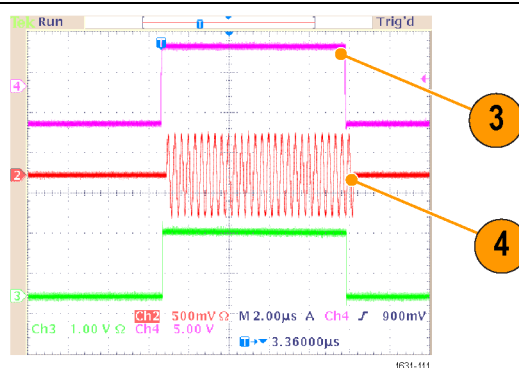 Tek Run Trig'd
T
T
4
3
2
4
3
Ch2 500mV Ω M 2.00µs A Ch4 ʃ 900mV
Ch3 1.00 V Ω Ch4 5.00 V
T→▼ 3.36000µs
1631-111